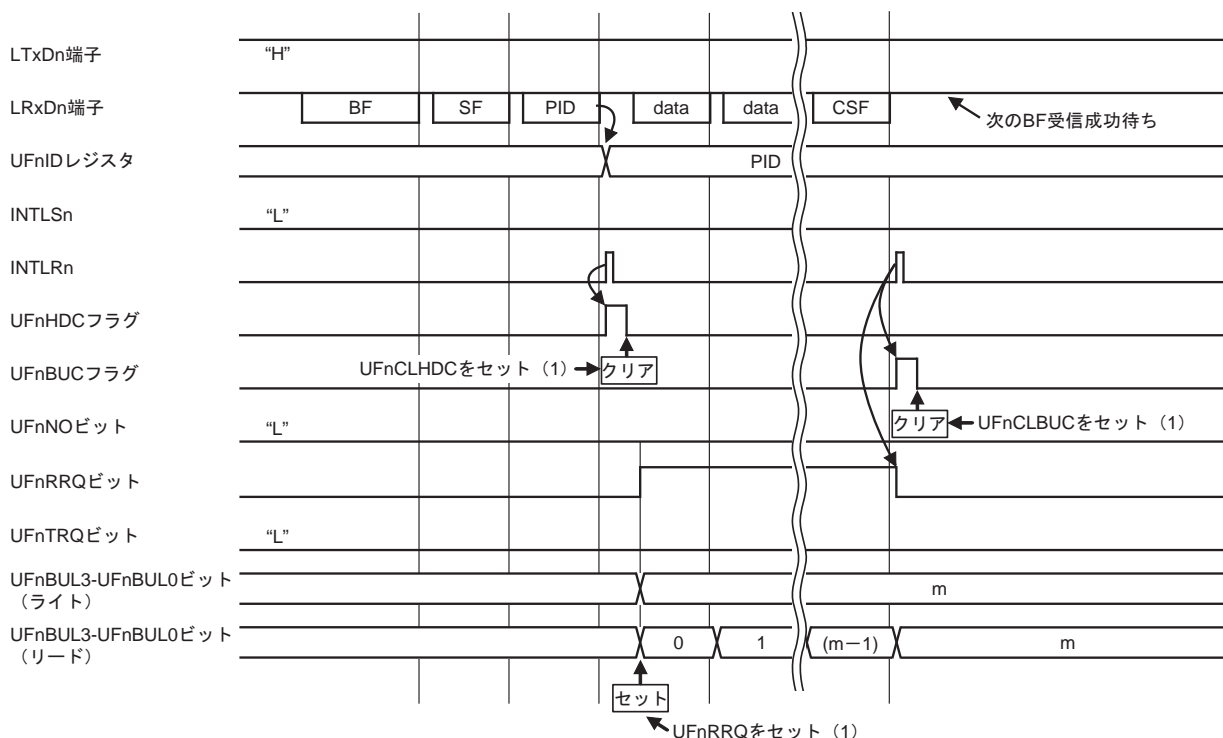 LTxDn端子 “H”
LRxDn端子 BF SF PID data data CSF
次のBF受信成功待ち
UFnIDレジスタ PID
INTLSn “L”
INTLRn
UFnHDCフラグ
UFnCLHDCをセット（1） クリア
UFnBUCフラグ
クリア UFnCLBUCをセット（1）
UFnNOビット “L”
UFnRRQビット
UFnTRQビット “L”
UFnBUL3-UFnBUL0ビット
（ライト） m
UFnBUL3-UFnBUL0ビット
（リード） 0 1 (m－1) m
セット
UFnRRQをセット（1）